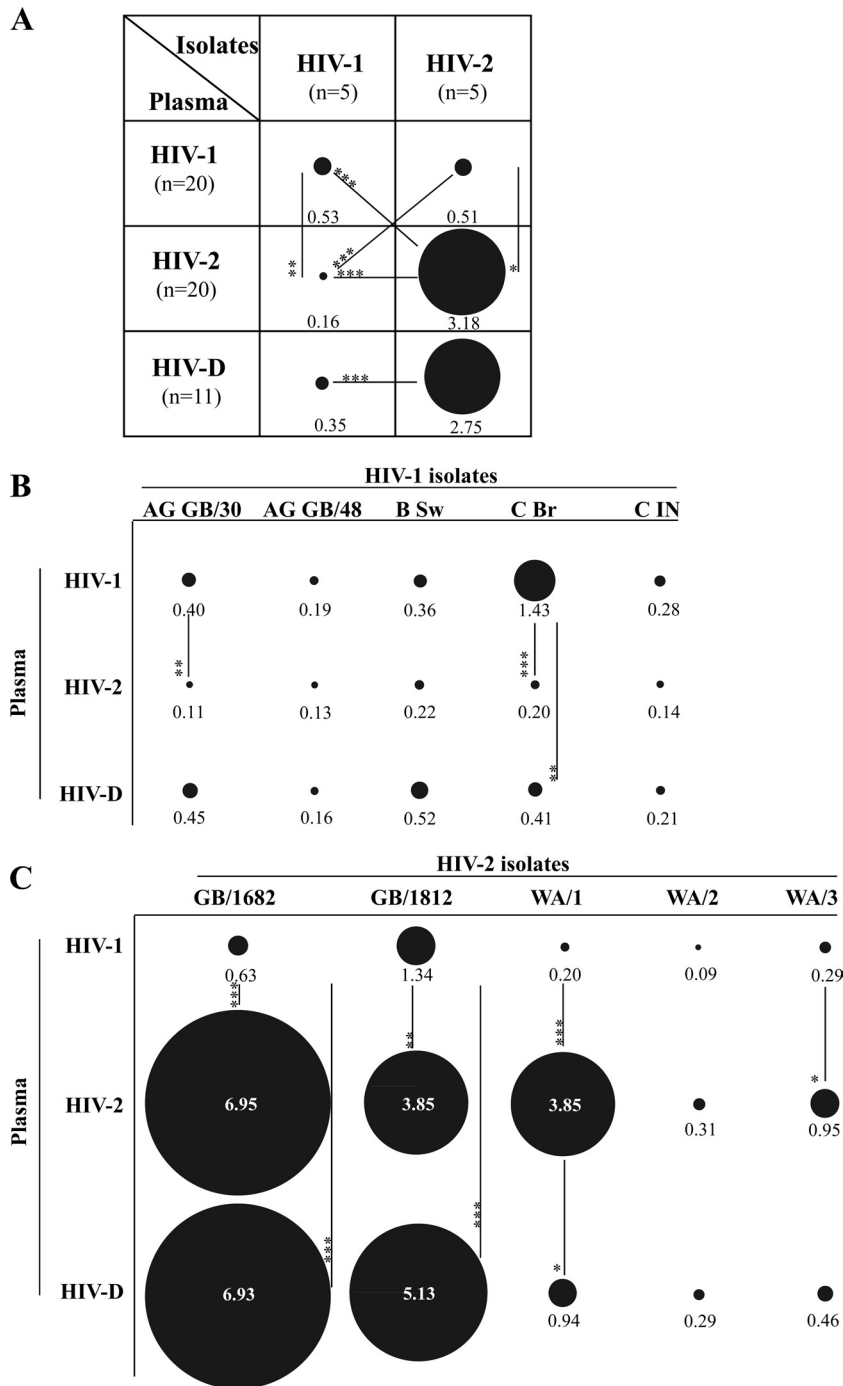 A
Isolates
Plasma
HIV-1
(n=5)
HIV-2
(n=5)
HIV-1
(n=20)
***
0.53
0.51
HIV-2
(n=20)
**
***
***
*
0.16
3.18
HIV-D
(n=11)
***
0.35
2.75
B
HIV-1 isolates
AG GB/30 AG GB/48 B Sw C Br C IN
Plasma
HIV-1
0.40 0.19 0.36 1.43 0.28
** ***
HIV-2
0.11 0.13 0.22 0.20 0.14
**
HIV-D
0.45 0.16 0.52 0.41 0.21
C
HIV-2 isolates
GB/1682 GB/1812 WA/1 WA/2 WA/3
Plasma
HIV-1
0.63 1.34 0.20 0.09 0.29
*** ** *** *
HIV-2
6.95 3.85 3.85 0.31 0.95
*** *** *
HIV-D
6.93 5.13 0.94 0.29 0.46